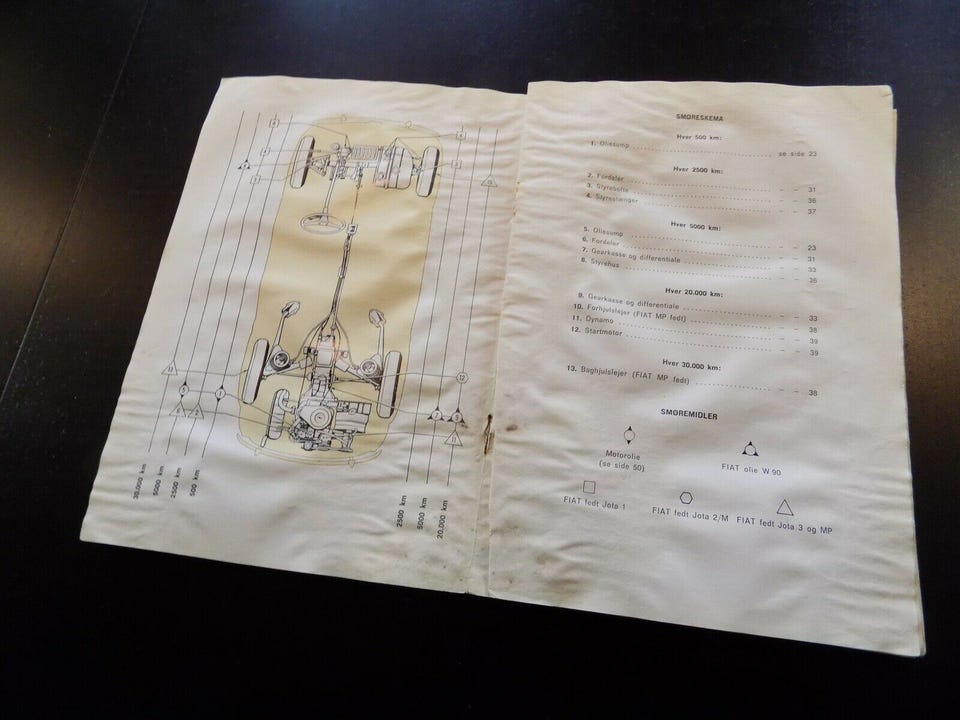 30.000 km
5000 km
2500 km
500 km
2500 km
5000 km
20.000 km
SMØRESKEMA
Hver 500 km:
1. Oliesump se side 23
Hver 2500 km:
2. Fordeler – – 31
3. Styrebolte – – 36
4. Styrestænger – – 37
Hver 5000 km:
5. Oliesump – – 23
6. Fordeler – – 31
7. Gearkasse og differentiale – – 33
8. Styrehus – – 35
Hver 20.000 km:
9. Gearkasse og differentiale – – 33
10. Forhjulslejer (FIAT MP fedt) – – 38
11. Dynamo – – 39
12. Startmotor – – 39
Hver 30.000 km:
13. Baghjulslejer (FIAT MP fedt) – – 38
SMØREMIDLER
Motorolie
(se side 50)
FIAT olie W 90
FIAT fedt Jota 1
FIAT fedt Jota 2/M
FIAT fedt Jota 3 og MP